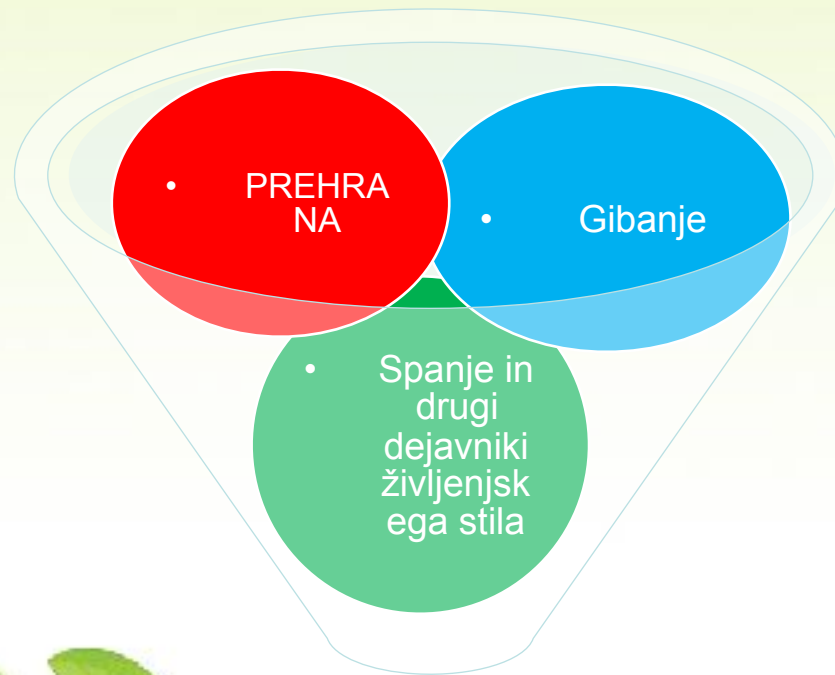 • PREHRA
NA
• Gibanje
• Spanje in
drugi
dejavniki
življenjsk
ega stila